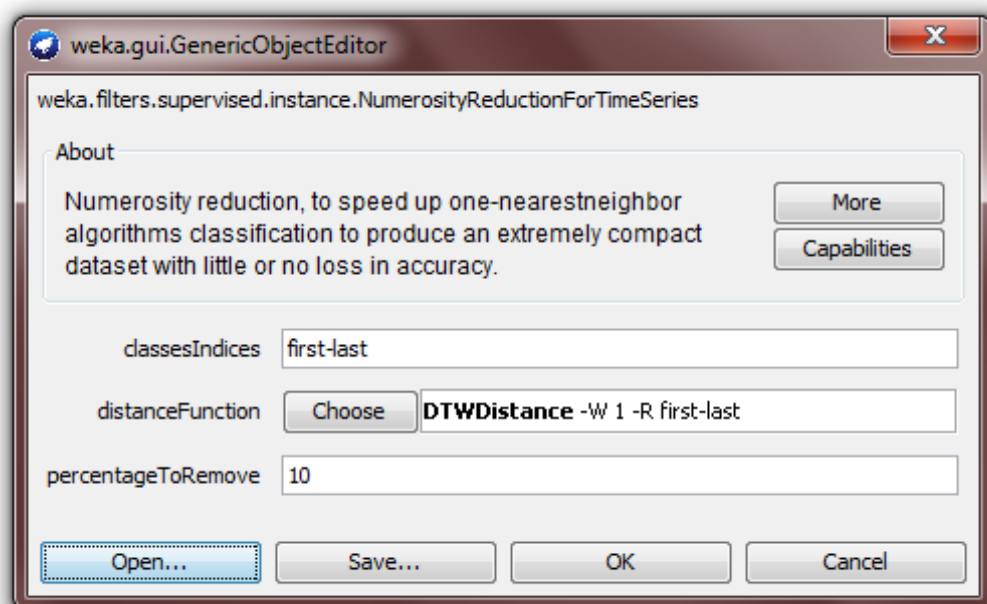 weka.gui.GenericObjectEditor
X
weka.filters.supervised.instance.NumerosityReductionForTimeSeries
About
Numerosity reduction, to speed up one-nearestneighbor
algorithms classification to produce an extremely compact
dataset with little or no loss in accuracy.
More
Capabilities
classesIndices first-last
distanceFunction Choose DTWDistance -W 1 -R first-last
percentageToRemove 10
Open... Save... OK Cancel